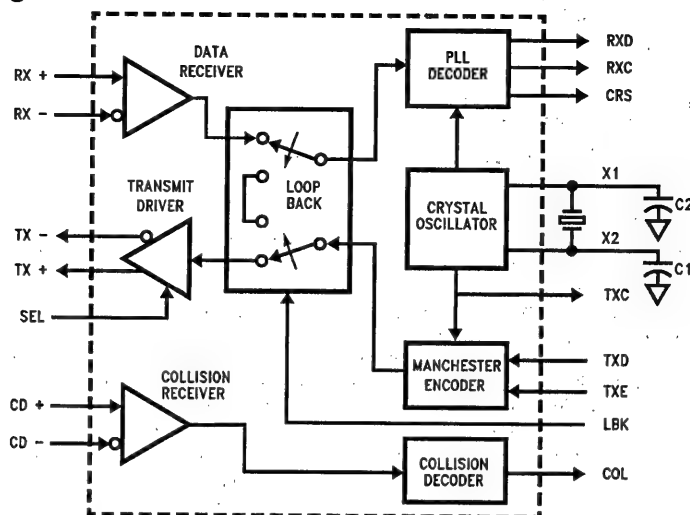 DATA
RECEIVER
RX +
RX -
PLL
DECODER
RXD
RXC
CRS
LOOP
BACK
TRANSMIT
DRIVER
TX -
TX +
SEL
CRYSTAL
OSCILLATOR
X1
C2
X2
C1
TXC
MANCHESTER
ENCODER
TXD
TXE
COLLISION
RECEIVER
CD +
CD -
LBK
COLLISION
DECODER
COL